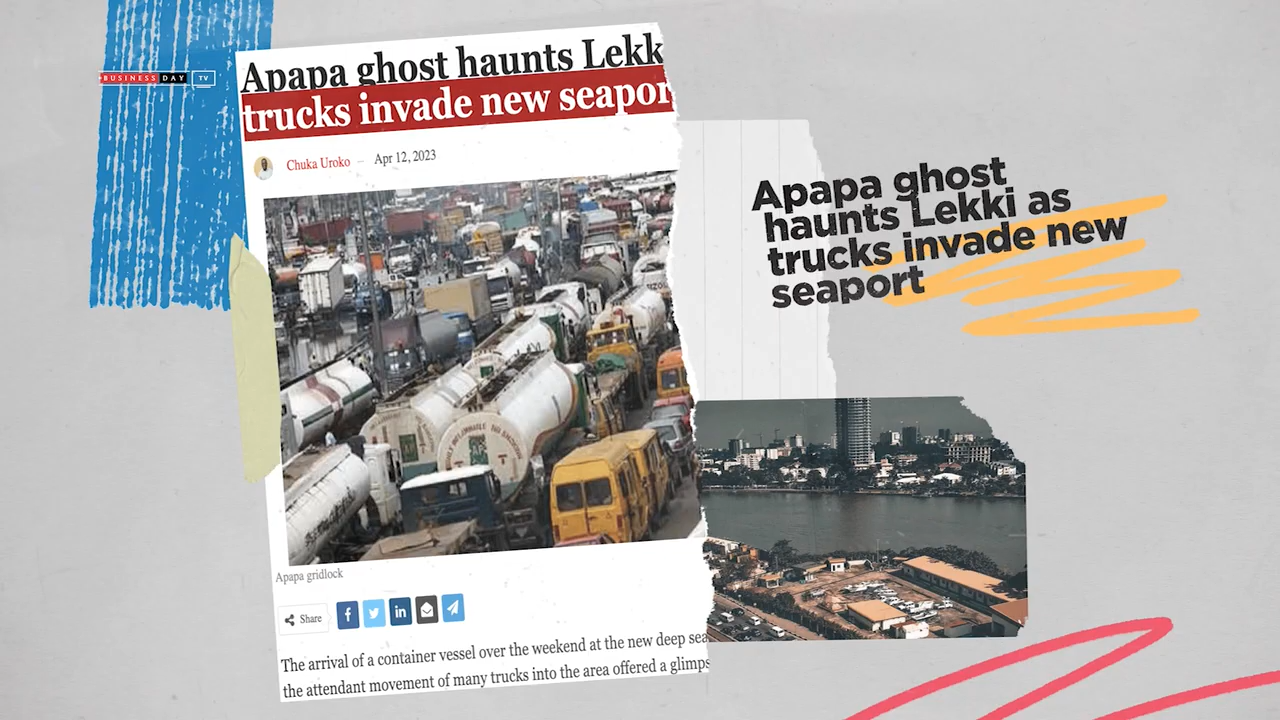 BUSINESS DAY TV
Apapa ghost haunts Lekk
trucks invade new seapor
Chuka Uroko — Apr 12, 2023
Apapa gridlock
Share
The arrival of a container vessel over the weekend at the new deep sea
the attendant movement of many trucks into the area offered a glimps
Apapa ghost
haunts Lekki as
trucks invade new
seaport